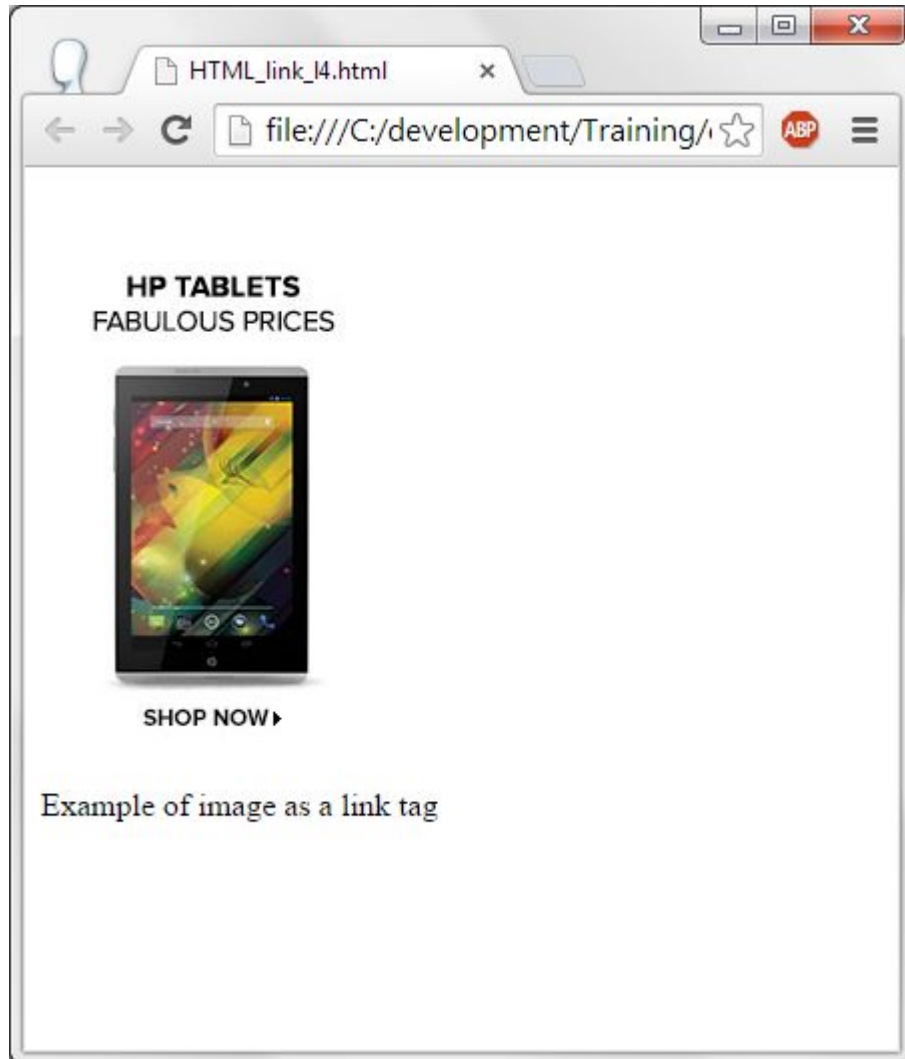 HTML_link_l4.html
file:///C:/development/Training/
ABP
HP TABLETS
FABULOUS PRICES
SHOP NOW
Example of image as a link tag